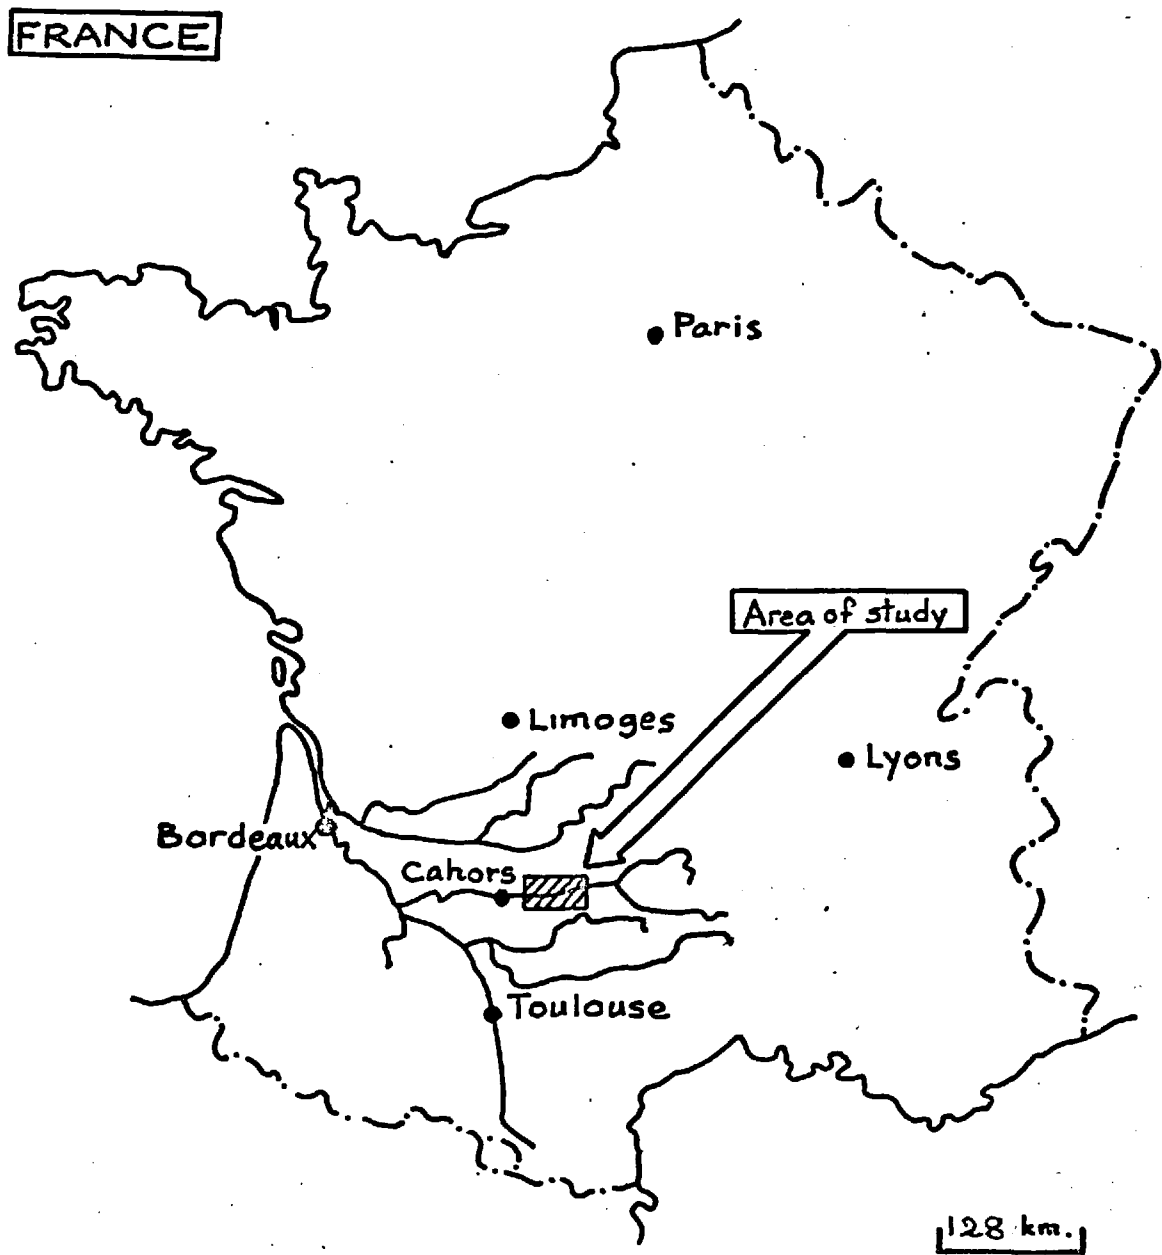 FRANCE
Paris
Area of study
Limoges
Lyons
Bordeaux
Cahors
Toulouse
128 km.